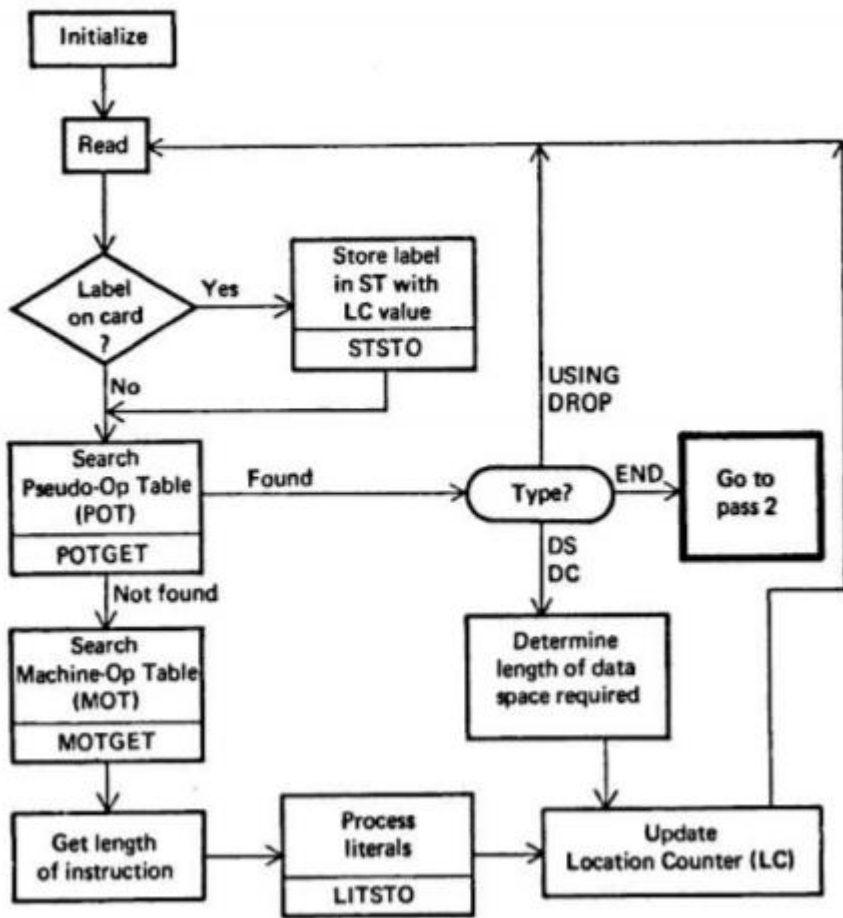 Initialize
Read
Label
on card
?
Yes
Store label
in ST with
LC value
STSTO
No
USING
DROP
Search
Pseudo-Op Table
(POT)
POTGET
Found
Type?
END
Go to
pass 2
DS
DC
Not found
Search
Machine-Op Table
(MOT)
MOTGET
Determine
length of data
space required
Get length
of instruction
Process
literals
LITSTO
Update
Location Counter (LC)